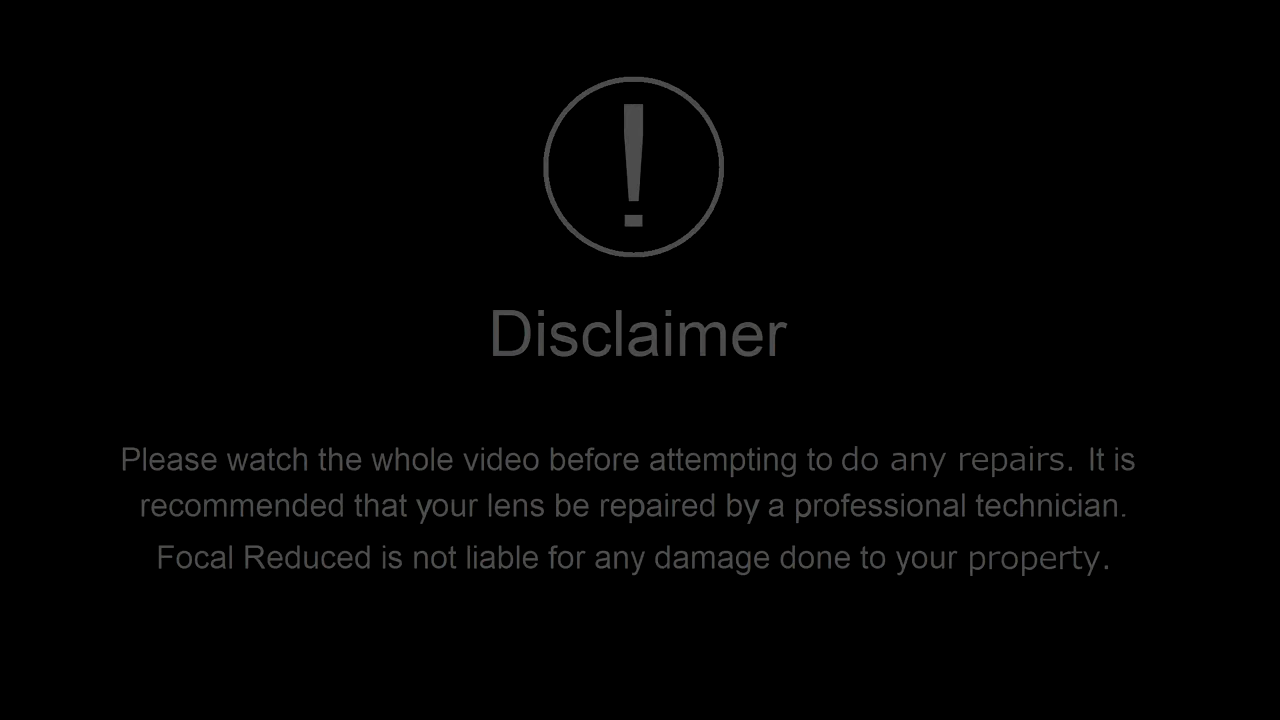 !
Disclaimer
Please watch the whole video before attempting to do any repairs. It is
recommended that your lens be repaired by a professional technician.
Focal Reduced is not liable for any damage done to your property.